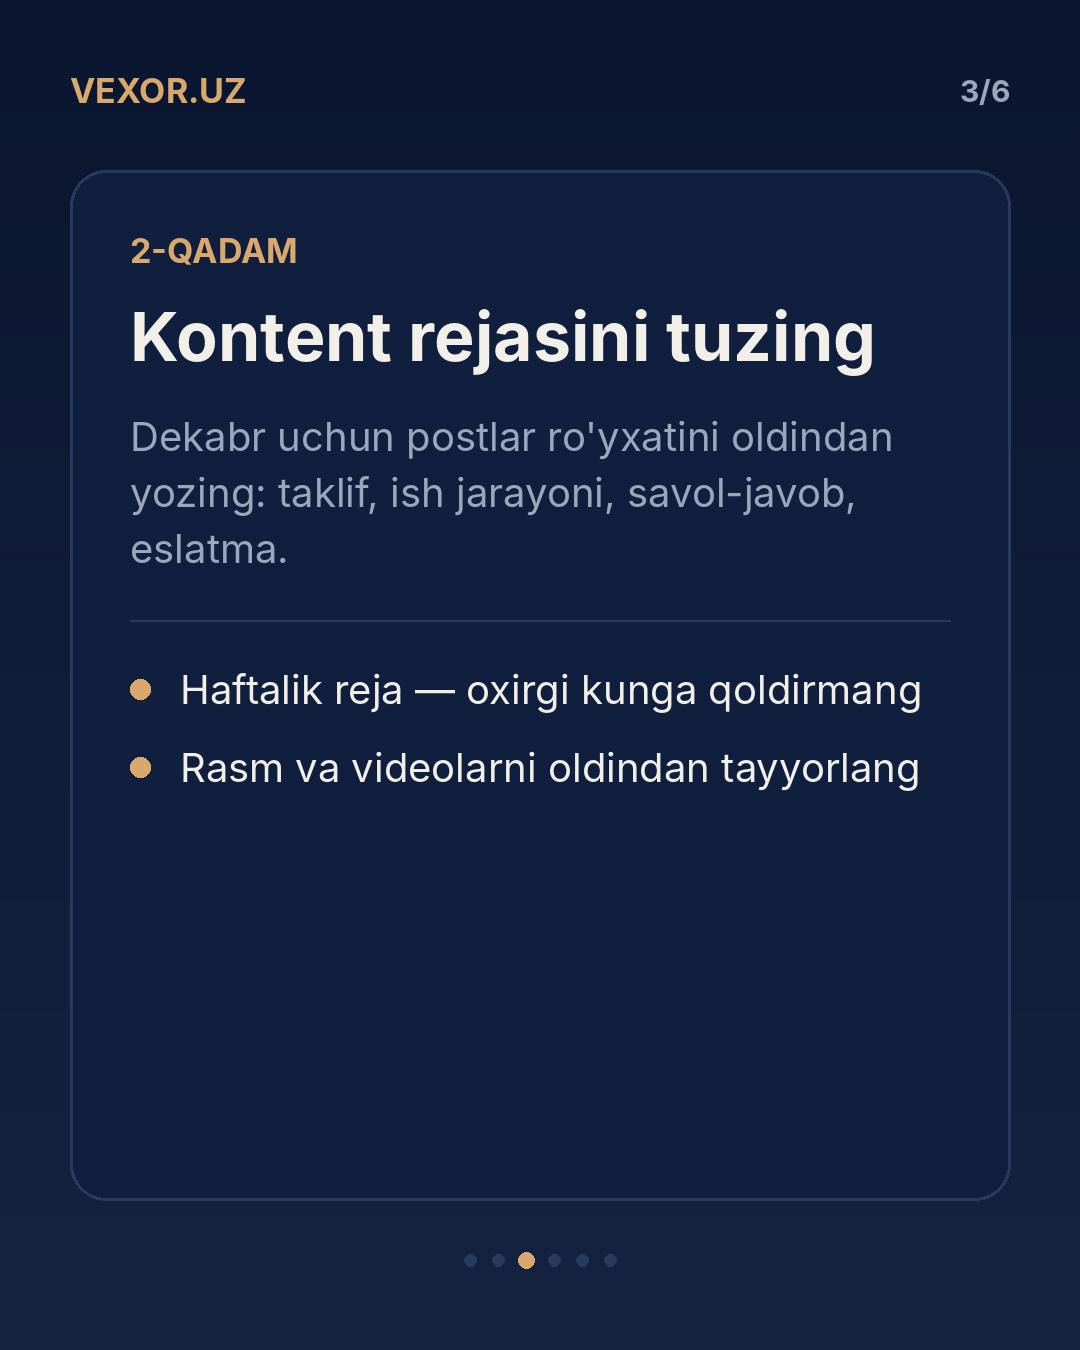 VEXOR.UZ
3/6
2-QADAM
Kontent rejasini tuzing
Dekabr uchun postlar ro'yxatini oldindan
yozing: taklif, ish jarayoni, savol-javob,
eslatma.
Haftalik reja — oxirgi kunga qoldirmang
Rasm va videolarni oldindan tayyorlang